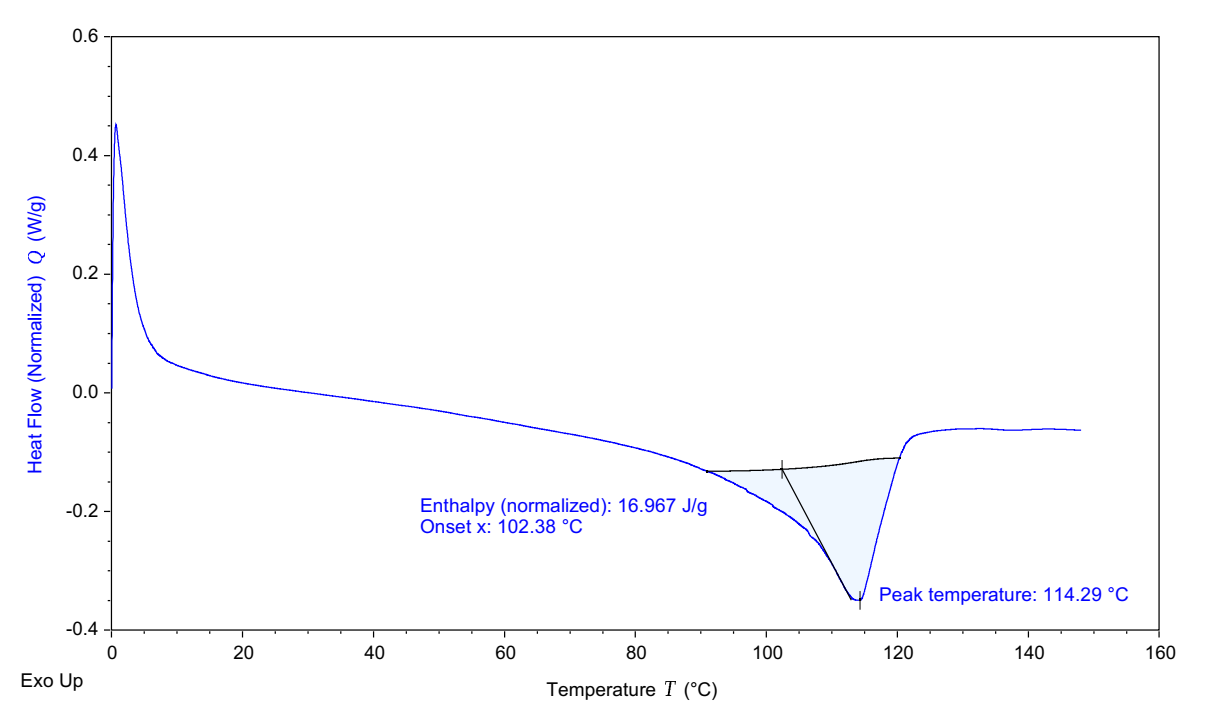 0.6
0.4
0.2
0.0
-0.2
-0.4
Heat Flow (Normalized) Q (W/g)
Enthalpy (normalized): 16.967 J/g
Onset x: 102.38 °C
Peak temperature: 114.29 °C
0 20 40 60 80 100 120 140 160
Exo Up
Temperature T (°C)